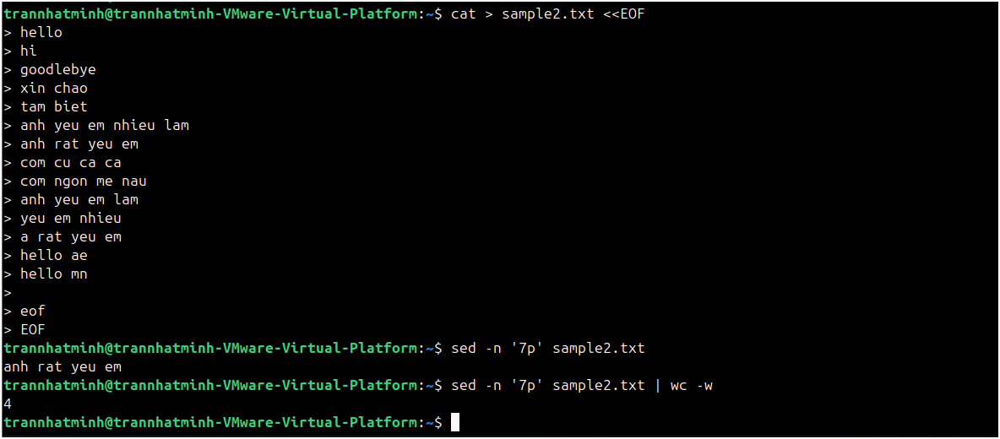 trannhatminh@trannhatminh-VMware-Virtual-Platform:~$ cat > sample2.txt <<EOF
> hello
> hi
> goodlebye
> xin chao
> tam biet
> anh yeu em nhieu lam
> anh rat yeu em
> com cu ca ca
> com ngon me nau
> anh yeu em lam
> yeu em nhieu
> a rat yeu em
> hello ae
> hello mn
>
> eof
> EOF
trannhatminh@trannhatminh-VMware-Virtual-Platform:~$ sed -n '7p' sample2.txt
anh rat yeu em
trannhatminh@trannhatminh-VMware-Virtual-Platform:~$ sed -n '7p' sample2.txt | wc -w
4
trannhatminh@trannhatminh-VMware-Virtual-Platform:~$